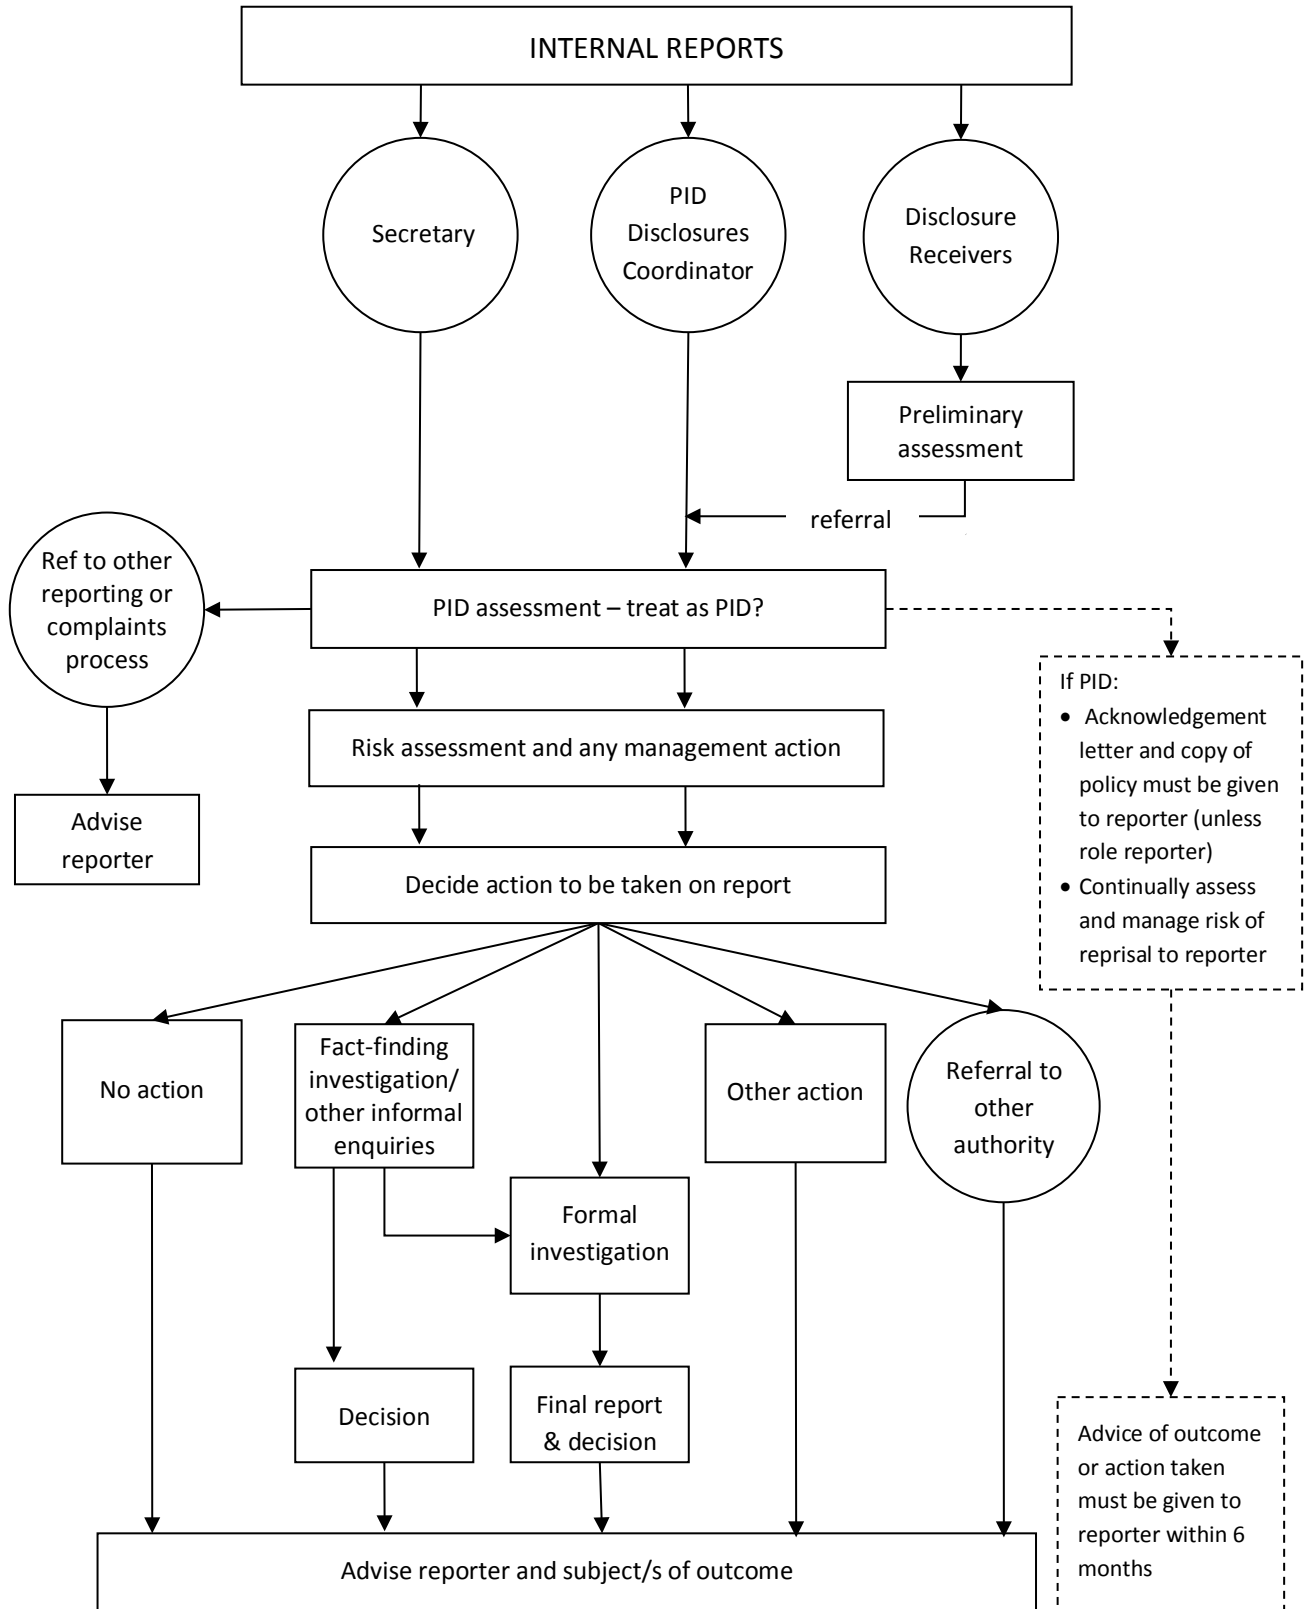 INTERNAL REPORTS
Secretary
PID
Disclosures
Coordinator
Disclosure
Receivers
Preliminary
assessment
referral
Ref to other
reporting or
complaints
process
PID assessment – treat as PID?
Advise
reporter
If PID:
• Acknowledgement
letter and copy of
policy must be given
to reporter (unless
role reporter)
• Continually assess
and manage risk of
reprisal to reporter
Risk assessment and any management action
Decide action to be taken on report
No action
Fact-finding
investigation/
other informal
enquiries
Other action
Referral to
other
authority
Formal
investigation
Decision
Final report
& decision
Advice of outcome
or action taken
must be given to
reporter within 6
months
Advise reporter and subject/s of outcome